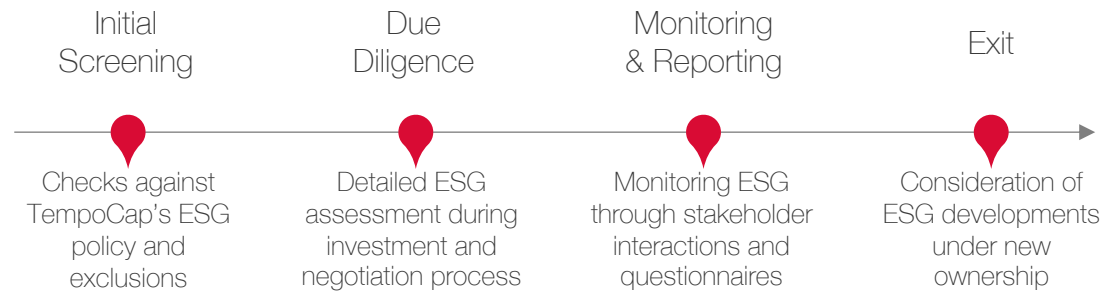 Initial
Screening
Due
Diligence
Monitoring
& Reporting
Exit
Checks against
TempoCap's ESG
policy and
exclusions
Detailed ESG
assessment during
investment and
negotiation process
Monitoring ESG
through stakeholder
interactions and
questionnaires
Consideration of
ESG developments
under new
ownership